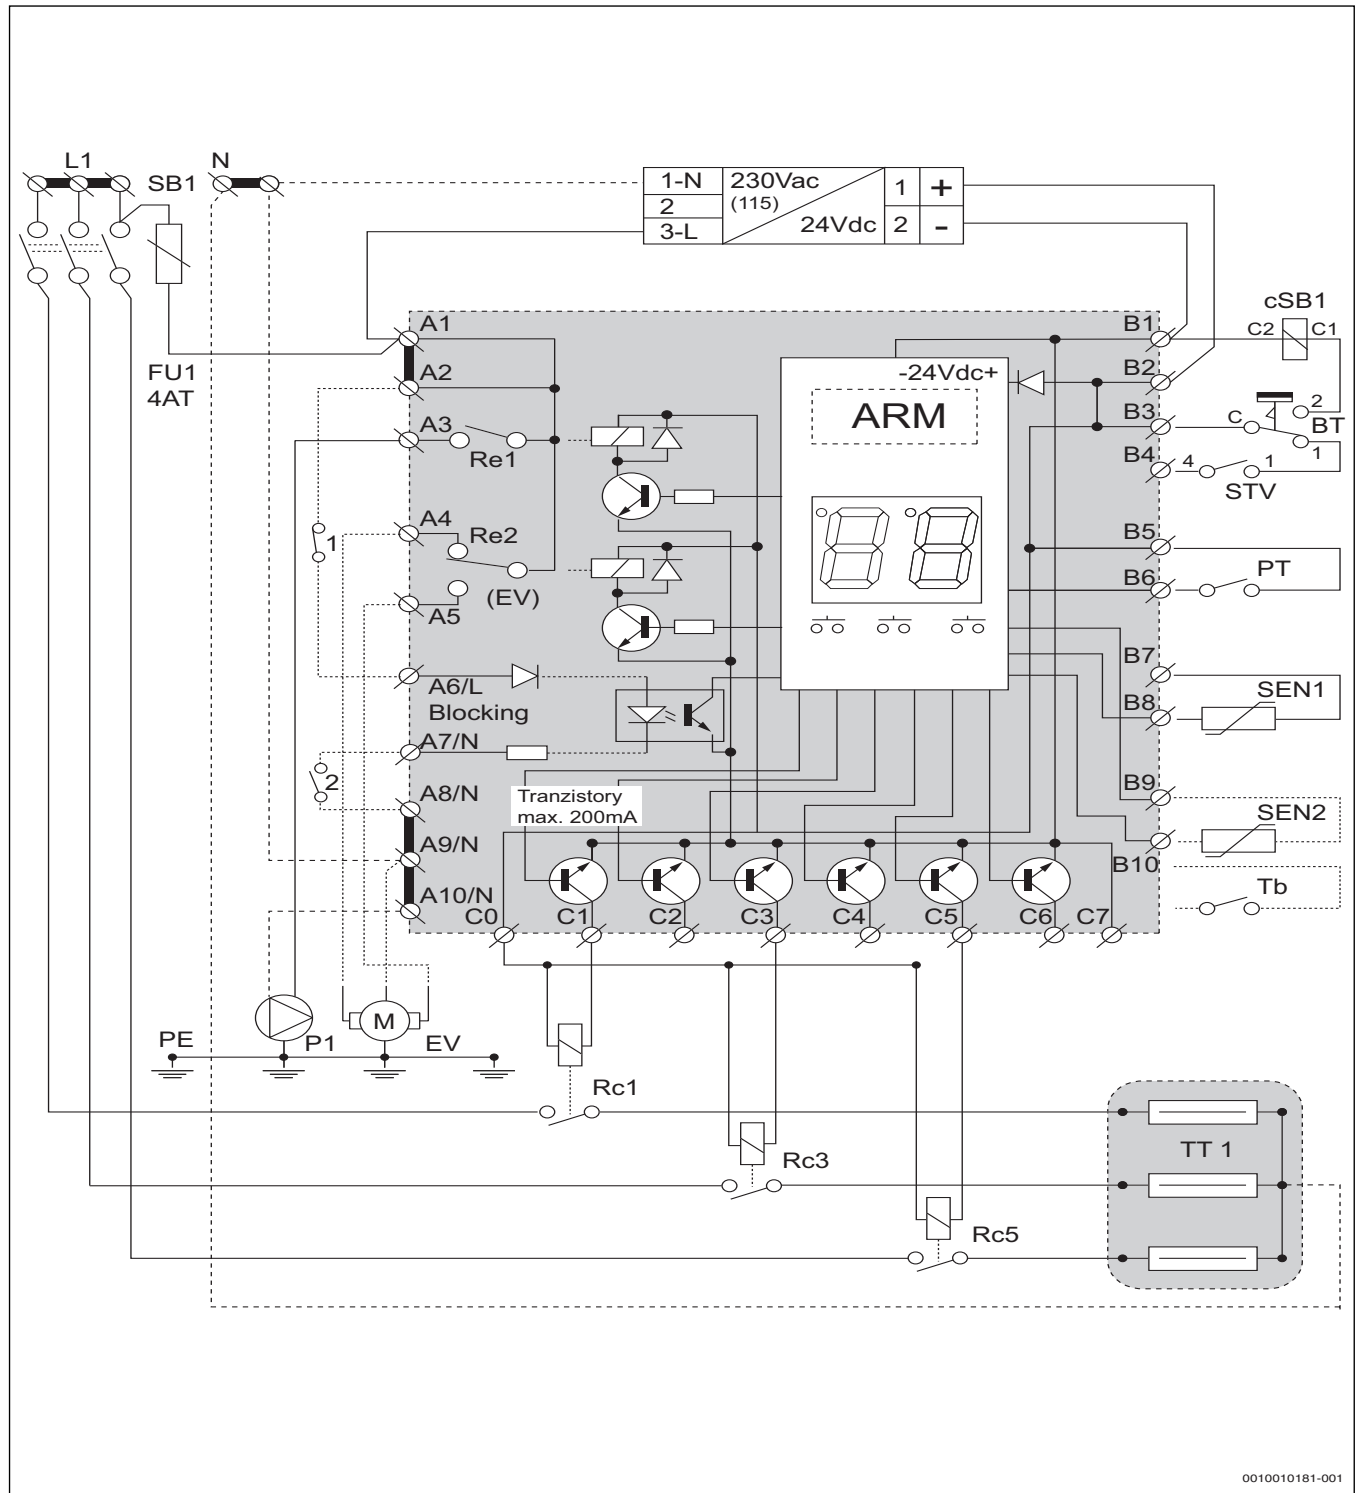 L1
N
SB1
1-N
2
3-L
230Vac
(115)
24Vdc
1
+
2
-
cSB1
C2
C1
FU1
4AT
A1
A2
A3
Re1
A4
Re2
(EV)
A5
1
A6/L
Blocking
A7/N
2
A8/N
A9/N
A10/N
-24Vdc+
ARM
B1
B2
B3
B4
B5
B6
B7
B8
B9
B10
C
2
BT
1
4
1
STV
PT
SEN1
SEN2
Tb
Tranzistory
max. 200mA
C0
C1
C2
C3
C4
C5
C6
C7
PE
P1
M
EV
Rc1
Rc3
Rc5
TT 1
0010010181-001